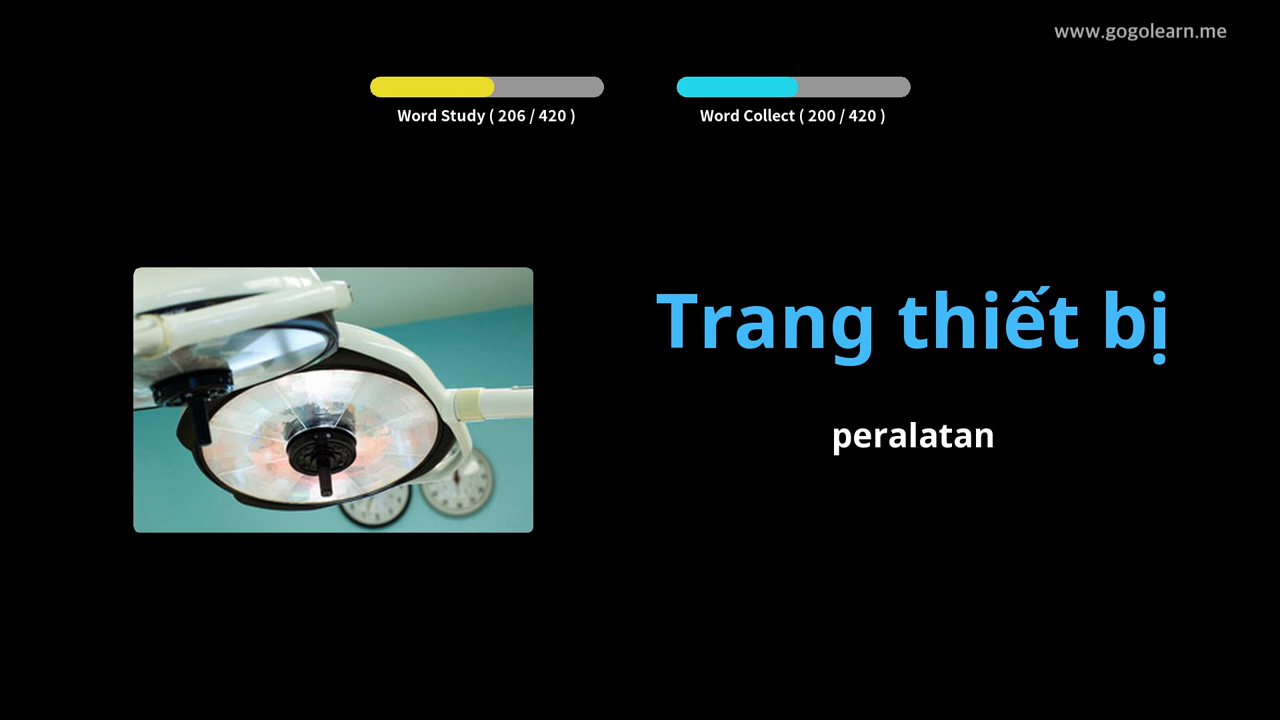 www.gogolearn.me
Word Study ( 206 / 420 )
Word Collect ( 200 / 420 )
Trang thiết bị
peralatan